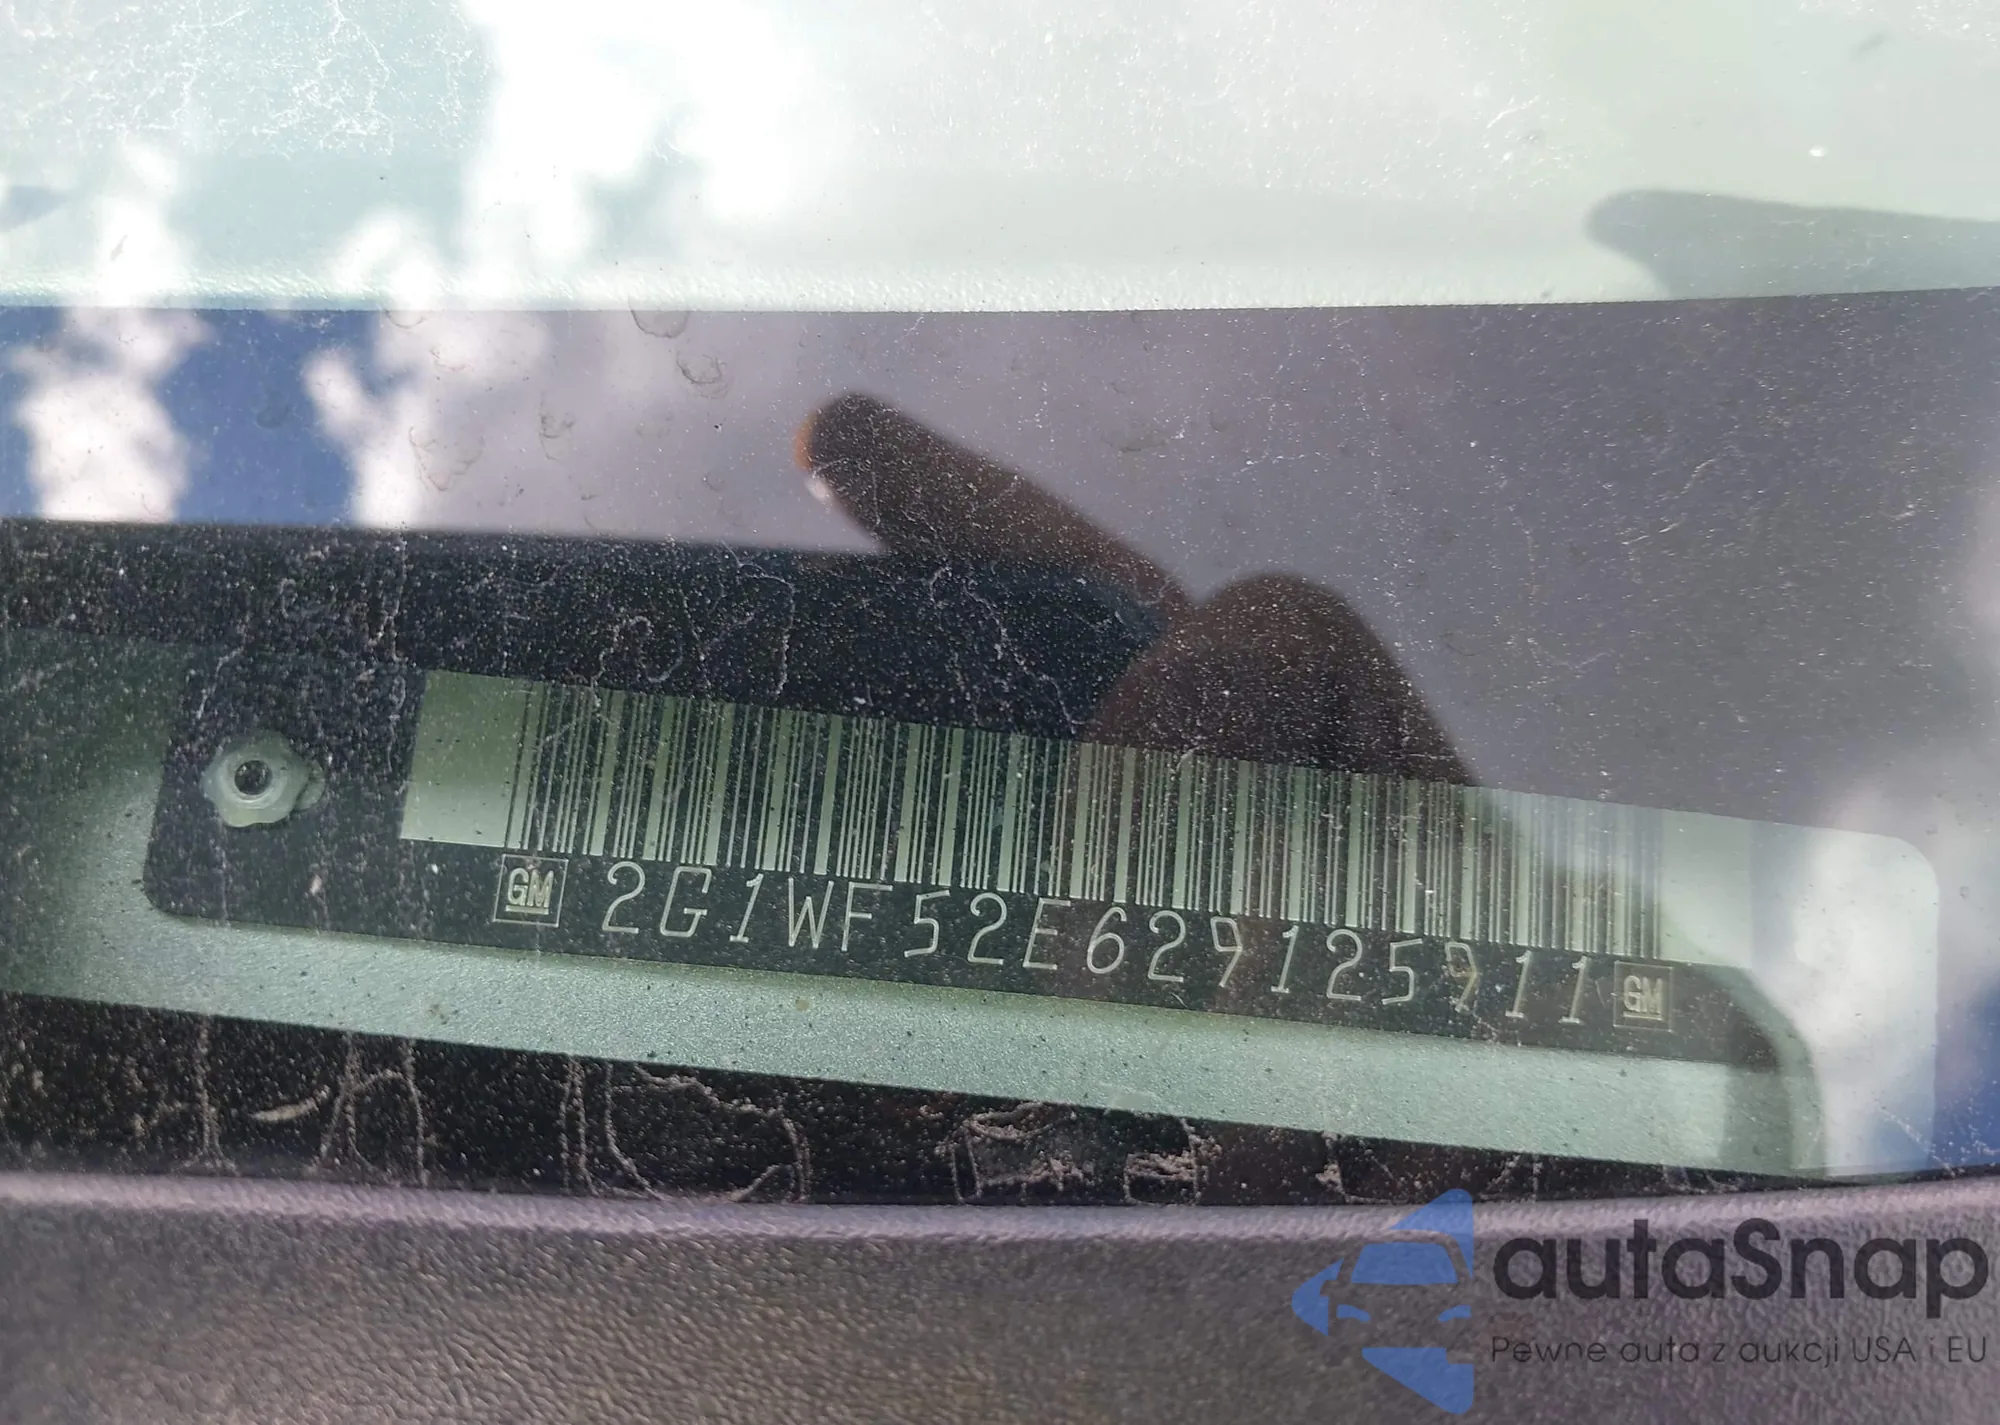 GM 2G1WF52E629125911 GM
autaSnap
Pewne auta z aukcji USA i EU